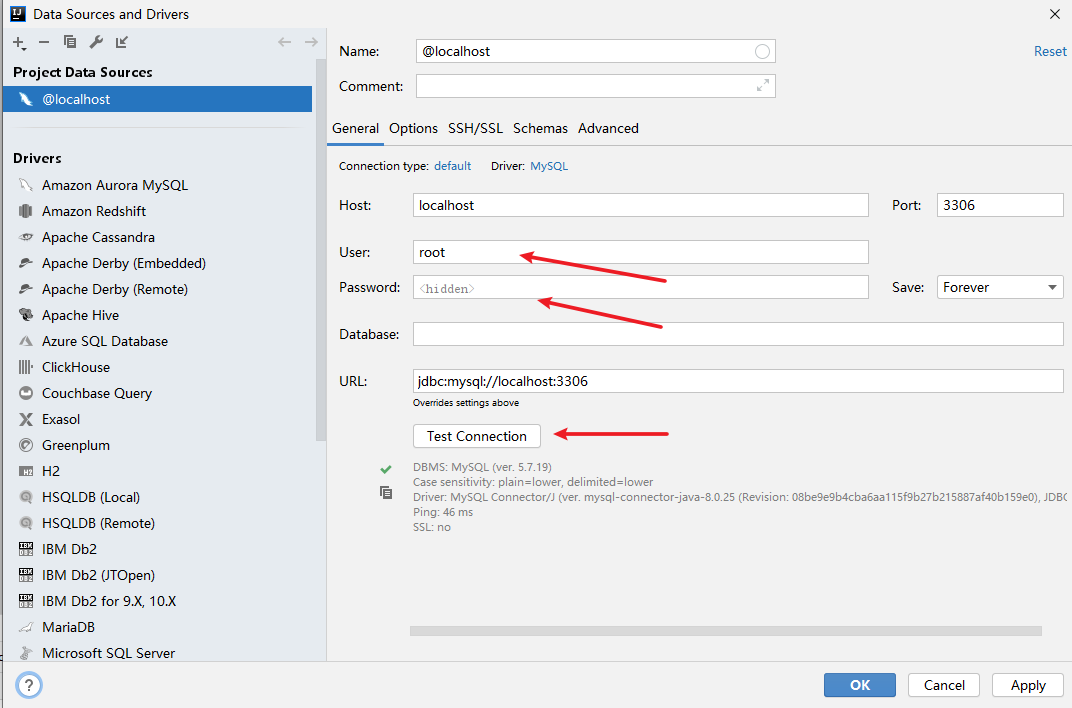 Data Sources and Drivers
Project Data Sources
@localhost
Drivers
Amazon Aurora MySQL
Amazon Redshift
Apache Cassandra
Apache Derby (Embedded)
Apache Derby (Remote)
Apache Hive
Azure SQL Database
ClickHouse
Couchbase Query
Exasol
Greenplum
H2
HSQLDB (Local)
HSQLDB (Remote)
IBM Db2
IBM Db2 (JTOpen)
IBM Db2 for 9.X, 10.X
MariaDB
Microsoft SQL Server
Name: @localhost
Reset
Comment:
General Options SSH/SSL Schemas Advanced
Connection type: default Driver: MySQL
Host: localhost Port: 3306
User: root
Password: <hidden> Save: Forever
Database:
URL: jdbc:mysql://localhost:3306
Overrides settings above
Test Connection
DBMS: MySQL (ver. 5.7.19)
Case sensitivity: plain=lower, delimited=lower
Driver: MySQL Connector/J (ver. mysql-connector-java-8.0.25 (Revision: 08be9e9b4cba6aa115f9b27b215887af40b159e0), JDBC
Ping: 46 ms
SSL: no
? OK Cancel Apply